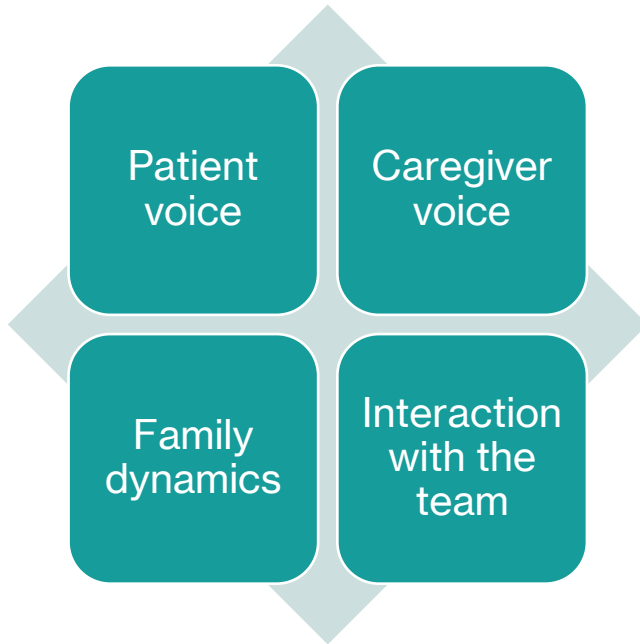 Patient
voice
Caregiver
voice
Family
dynamics
Interaction
with the
team